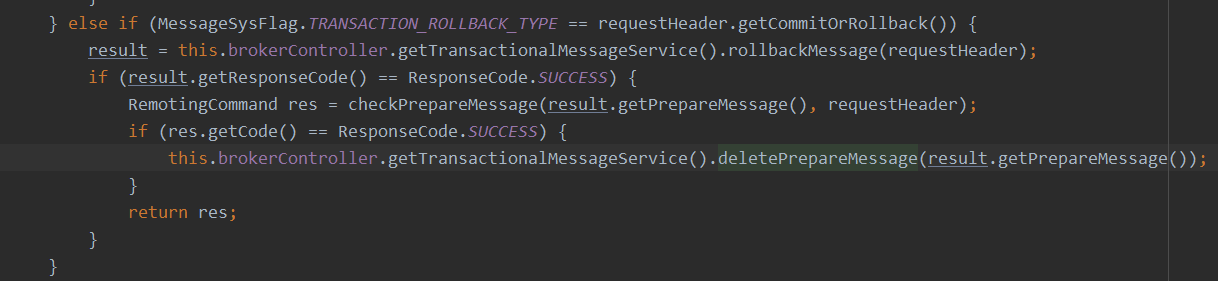 }
} else if (MessageSysFlag.TRANSACTION_ROLLBACK_TYPE == requestHeader.getCommitOrRollback()) {
result = this.brokerController.getTransactionalMessageService().rollbackMessage(requestHeader);
if (result.getResponseCode() == ResponseCode.SUCCESS) {
RemotingCommand res = checkPrepareMessage(result.getPrepareMessage(), requestHeader);
if (res.getCode() == ResponseCode.SUCCESS) {
this.brokerController.getTransactionalMessageService().deletePrepareMessage(result.getPrepareMessage());
}
return res;
}
}